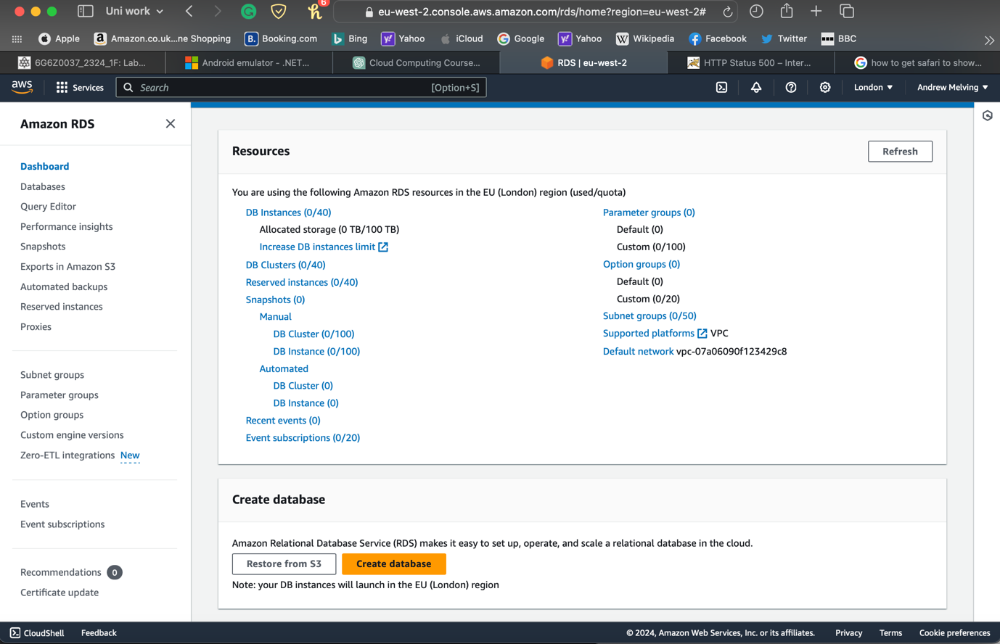 Uni work
6
eu-west-2.console.aws.amazon.com/rds/home?region=eu-west-2#
Apple
Amazon.co.uk...ne Shopping
B. Booking.com
Bing
Yahoo
iCloud
Google
Yahoo
Wikipedia
Facebook
Twitter
BBC
6G6Z0037_2324_1F: Lab...
Android emulator - .NET...
Cloud Computing Course...
RDS | eu-west-2
HTTP Status 500 – Inter...
how to get safari to show...
aws
Services
Search
[Option+S]
London
Andrew Melving
Amazon RDS
Dashboard
Databases
Query Editor
Performance insights
Snapshots
Exports in Amazon S3
Automated backups
Reserved instances
Proxies
Subnet groups
Parameter groups
Option groups
Custom engine versions
Zero-ETL integrations New
Events
Event subscriptions
Recommendations 0
Certificate update
Resources
Refresh
You are using the following Amazon RDS resources in the EU (London) region (used/quota)
DB Instances (0/40)
Allocated storage (0 TB/100 TB)
Increase DB instances limit
DB Clusters (0/40)
Reserved instances (0/40)
Snapshots (0)
Manual
DB Cluster (0/100)
DB Instance (0/100)
Automated
DB Cluster (0)
DB Instance (0)
Recent events (0)
Event subscriptions (0/20)
Parameter groups (0)
Default (0)
Custom (0/100)
Option groups (0)
Default (0)
Custom (0/20)
Subnet groups (0/50)
Supported platforms VPC
Default network vpc-07a06090f123429c8
Create database
Amazon Relational Database Service (RDS) makes it easy to set up, operate, and scale a relational database in the cloud.
Restore from S3
Create database
Note: your DB instances will launch in the EU (London) region
CloudShell
Feedback
© 2024, Amazon Web Services, Inc. or its affiliates.
Privacy
Terms
Cookie preferences